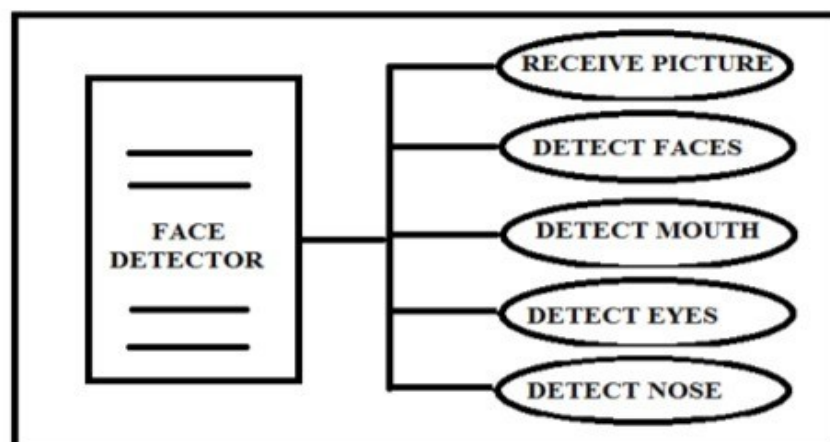 FACE
DETECTOR
RECEIVE PICTURE
DETECT FACES
DETECT MOUTH
DETECT EYES
DETECT NOSE